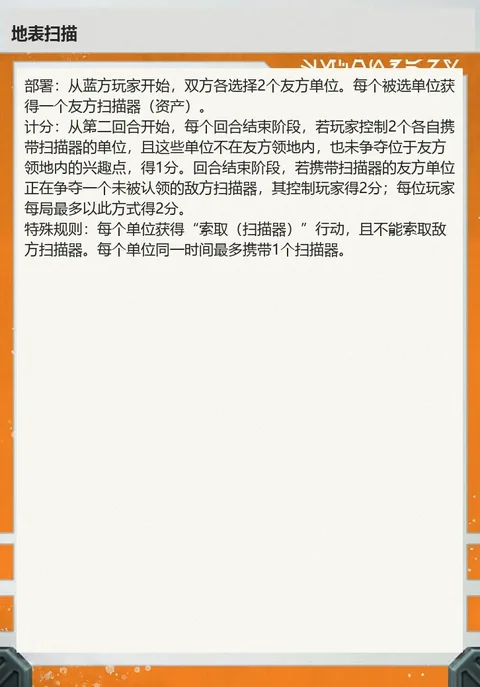 地表扫描
部署：从蓝方玩家开始，双方各选择2个友方单位。每个被选单位获
得一个友方扫描器（资产）。
计分：从第二回合开始，每个回合结束阶段，若玩家控制2个各自携
带扫描器的单位，且这些单位不在友方领地内，也未争夺位于友方
领地内的兴趣点，得1分。回合结束阶段，若携带扫描器的友方单位
正在争夺一个未被认领的敌方扫描器，其控制玩家得2分；每位玩家
每局最多以此方式得2分。
特殊规则：每个单位获得“索取（扫描器）”行动，且不能索取敌
方扫描器。每个单位同一时间最多携带1个扫描器。